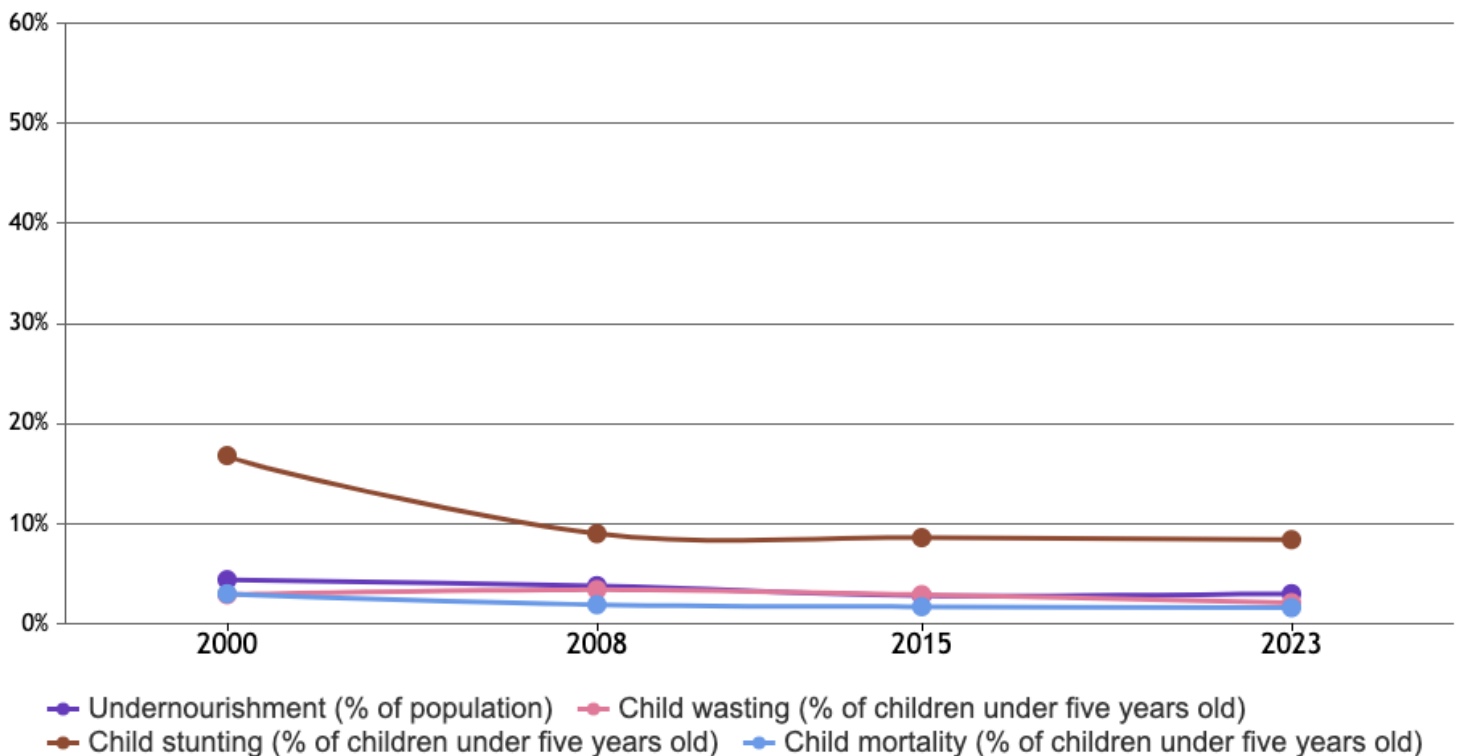 60%
50%
40%
30%
20%
10%
0%
2000 2008 2015 2023
Undernourishment (% of population) Child wasting (% of children under five years old)
Child stunting (% of children under five years old) Child mortality (% of children under five years old)